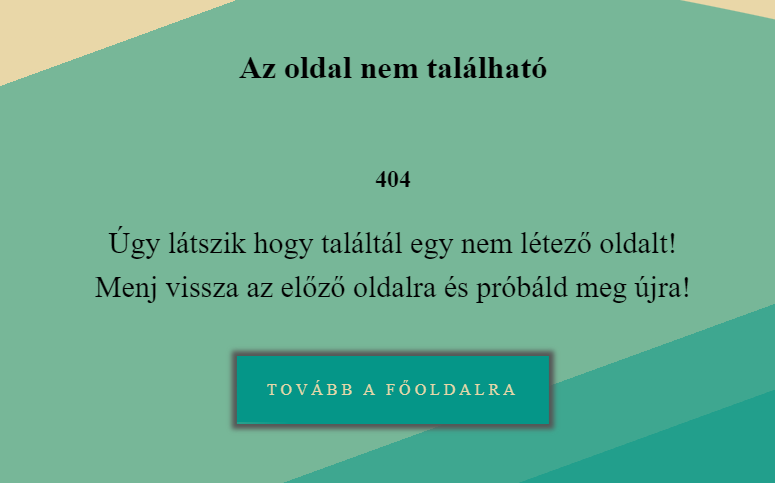 Az oldal nem található
404
Úgy látszik hogy találtál egy nem létező oldalt!
Menj vissza az előző oldalra és próbáld meg újra!
TOVÁBB A FŐOLDALRA